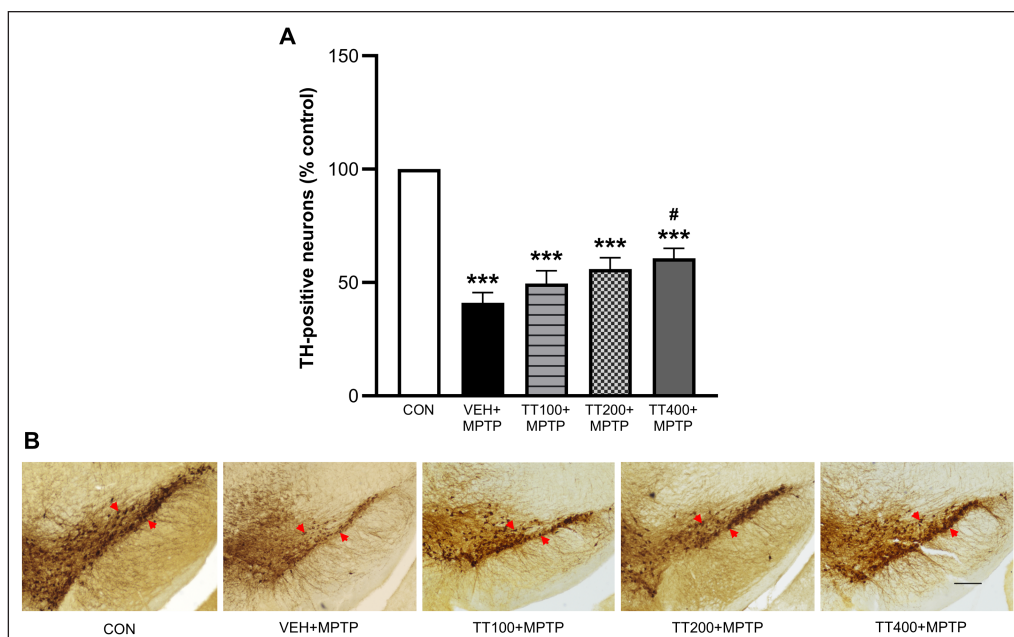 A
TH-positive neurons (% control)
150
100
50
0
***
***
***
#
***
CON
VEH+
MPTP
TT100+
MPTP
TT200+
MPTP
TT400+
MPTP
B
CON
VEH+MPTP
TT100+MPTP
TT200+MPTP
TT400+MPTP